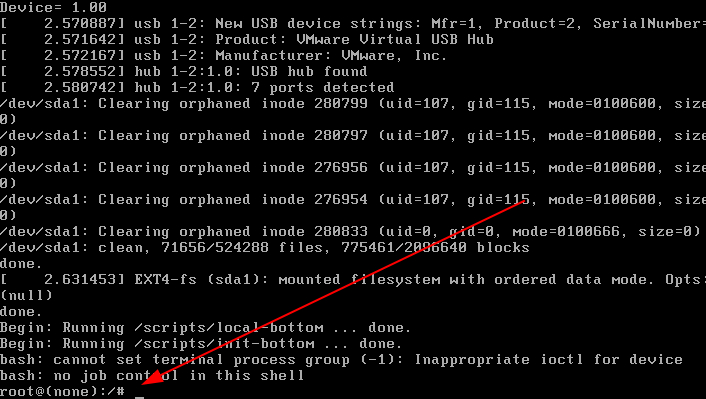 Device= 1.00
[    2.570887] usb 1-2: New USB device strings: Mfr=1, Product=2, SerialNumber=
[    2.571642] usb 1-2: Product: VMware Virtual USB Hub
[    2.572167] usb 1-2: Manufacturer: VMware, Inc.
[    2.578552] hub 1-2:1.0: USB hub found
[    2.580742] hub 1-2:1.0: 7 ports detected
/dev/sda1: Clearing orphaned inode 280799 (uid=107, gid=115, mode=0100600, size
0)
/dev/sda1: Clearing orphaned inode 280797 (uid=107, gid=115, mode=0100600, size
0)
/dev/sda1: Clearing orphaned inode 276956 (uid=107, gid=115, mode=0100600, size
0)
/dev/sda1: Clearing orphaned inode 276954 (uid=107, gid=115, mode=0100600, size
0)
/dev/sda1: Clearing orphaned inode 280833 (uid=0, gid=0, mode=0100666, size=0)
/dev/sda1: clean, 71656/524288 files, 775461/2096640 blocks
done.
[    2.631453] EXT4-fs (sda1): mounted filesystem with ordered data mode. Opts:
(null)
done.
Begin: Running /scripts/local-bottom ... done.
Begin: Running /scripts/init-bottom ... done.
bash: cannot set terminal process group (-1): Inappropriate ioctl for device
bash: no job control in this shell
root@(none):/# _